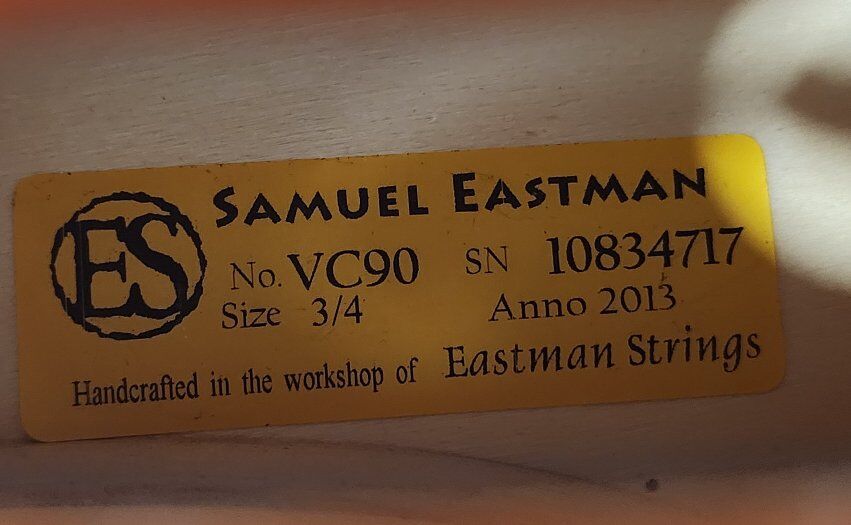 ES
SAMUEL EASTMAN
No. VC90 SN 10834717
Size 3/4 Anno 2013
Handcrafted in the workshop of Eastman Strings